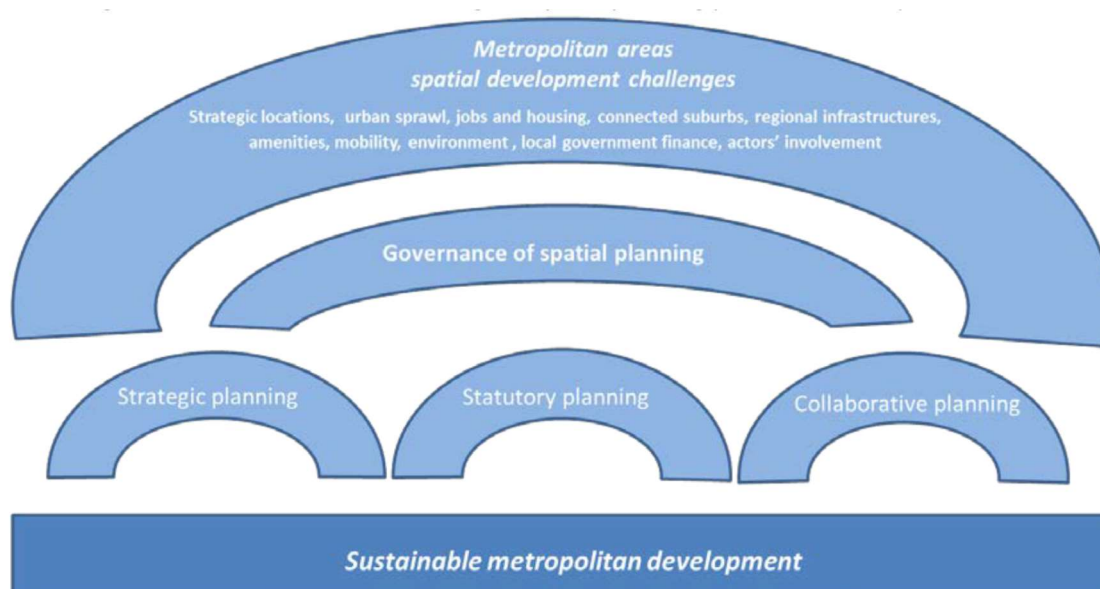 Metropolitan areas
spatial development challenges
Strategic locations, urban sprawl, jobs and housing, connected suburbs, regional infrastructures,
amenities, mobility, environment , local government finance, actors' involvement
Governance of spatial planning
Strategic planning
Statutory planning
Collaborative planning
Sustainable metropolitan development